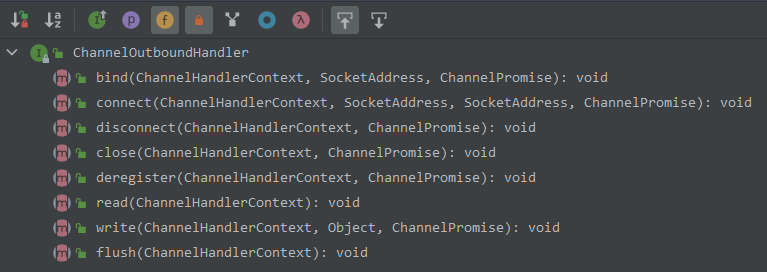 ChannelOutboundHandler
bind(ChannelHandlerContext, SocketAddress, ChannelPromise): void
connect(ChannelHandlerContext, SocketAddress, SocketAddress, ChannelPromise): void
disconnect(ChannelHandlerContext, ChannelPromise): void
close(ChannelHandlerContext, ChannelPromise): void
deregister(ChannelHandlerContext, ChannelPromise): void
read(ChannelHandlerContext): void
write(ChannelHandlerContext, Object, ChannelPromise): void
flush(ChannelHandlerContext): void